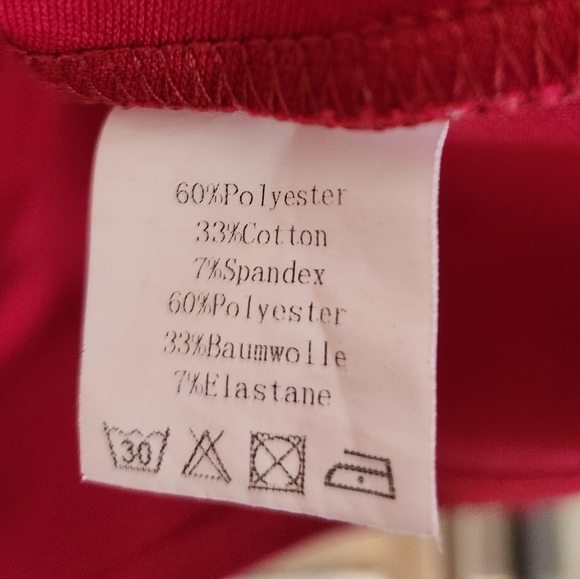 60%Polyester
33%Cotton
7%Spandex
60%Polyester
33%Baumwolle
7%Elastane
30